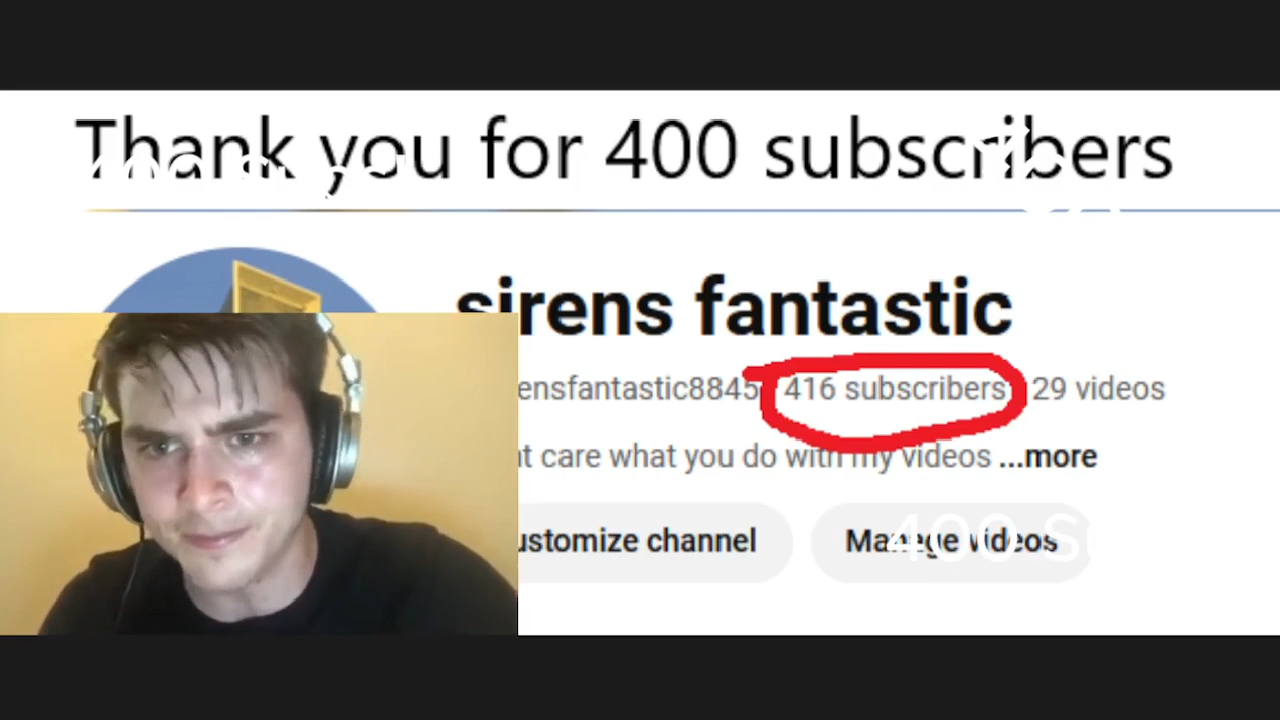 Thank you for 400 subscribers
sirens fantastic
ensfantastic8845 416 subscribers 29 videos
care what you do with my videos ...more
ustomize channel Manage videos
400 S